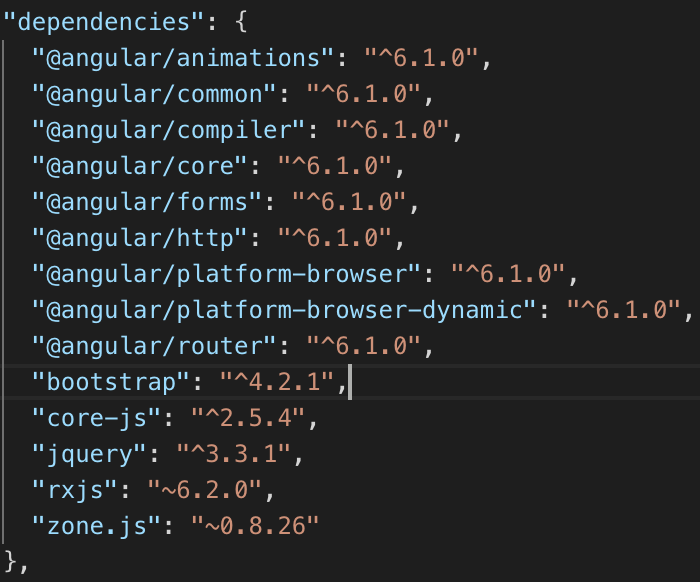 "dependencies": {
"@angular/animations": "^6.1.0",
"@angular/common": "^6.1.0",
"@angular/compiler": "^6.1.0",
"@angular/core": "^6.1.0",
"@angular/forms": "^6.1.0",
"@angular/http": "^6.1.0",
"@angular/platform-browser": "^6.1.0",
"@angular/platform-browser-dynamic": "^6.1.0",
"@angular/router": "^6.1.0",
"bootstrap": "^4.2.1",
"core-js": "^2.5.4",
"jquery": "^3.3.1",
"rxjs": "~6.2.0",
"zone.js": "~0.8.26"
},